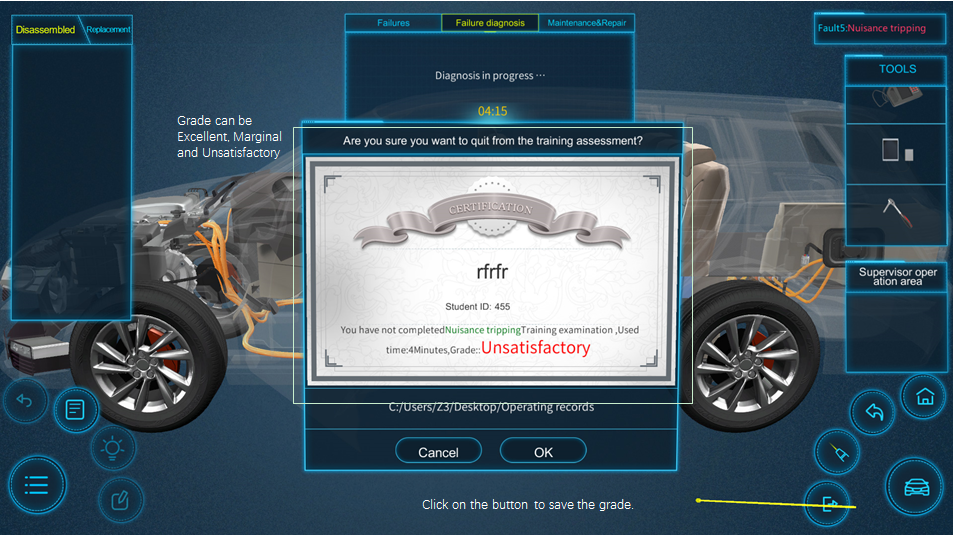 Disassembled Replacement
Failures Failure diagnosis Maintenance&Repair
Fault5:Nuisance tripping
TOOLS
Diagnosis in progress ···
04:15
Grade can be
Excellent, Marginal
and Unsatisfactory
Are you sure you want to quit from the training assessment?
CERTIFICATION
rfrfr
Student ID: 455
You have not completedNuisance trippingTraining examination ,Used
time:4Minutes,Grade::Unsatisfactory
Supervisor oper
ation area
C:/Users/Z3/Desktop/Operating records
Cancel OK
Click on the button to save the grade.